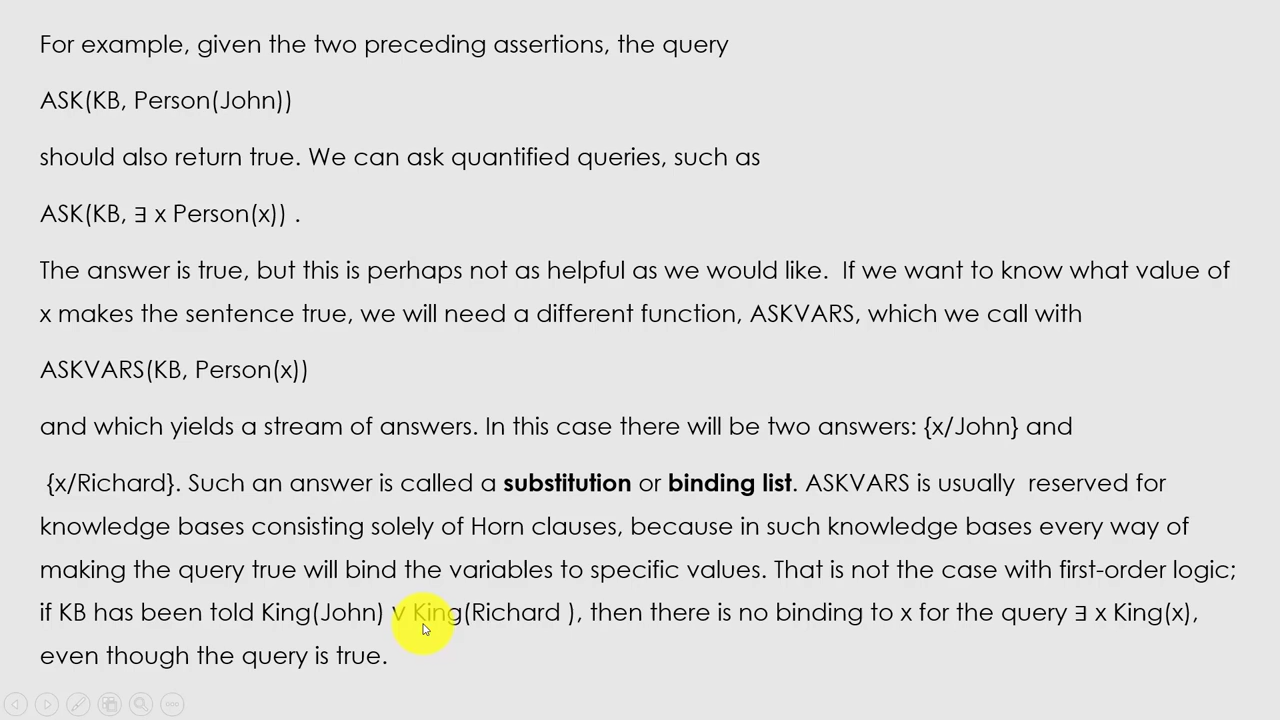 For example, given the two preceding assertions, the query
ASK(KB, Person(John))
should also return true. We can ask quantified queries, such as
ASK(KB, ∃ x Person(x)) .
The answer is true, but this is perhaps not as helpful as we would like.  If we want to know what value of
x makes the sentence true, we will need a different function, ASKVARS, which we call with
ASKVARS(KB, Person(x))
and which yields a stream of answers. In this case there will be two answers: {x/John} and
{x/Richard}. Such an answer is called a substitution or binding list. ASKVARS is usually  reserved for
knowledge bases consisting solely of Horn clauses, because in such knowledge bases every way of
making the query true will bind the variables to specific values. That is not the case with first-order logic;
if KB has been told King(John) ∨ King(Richard ), then there is no binding to x for the query ∃ x King(x),
even though the query is true.